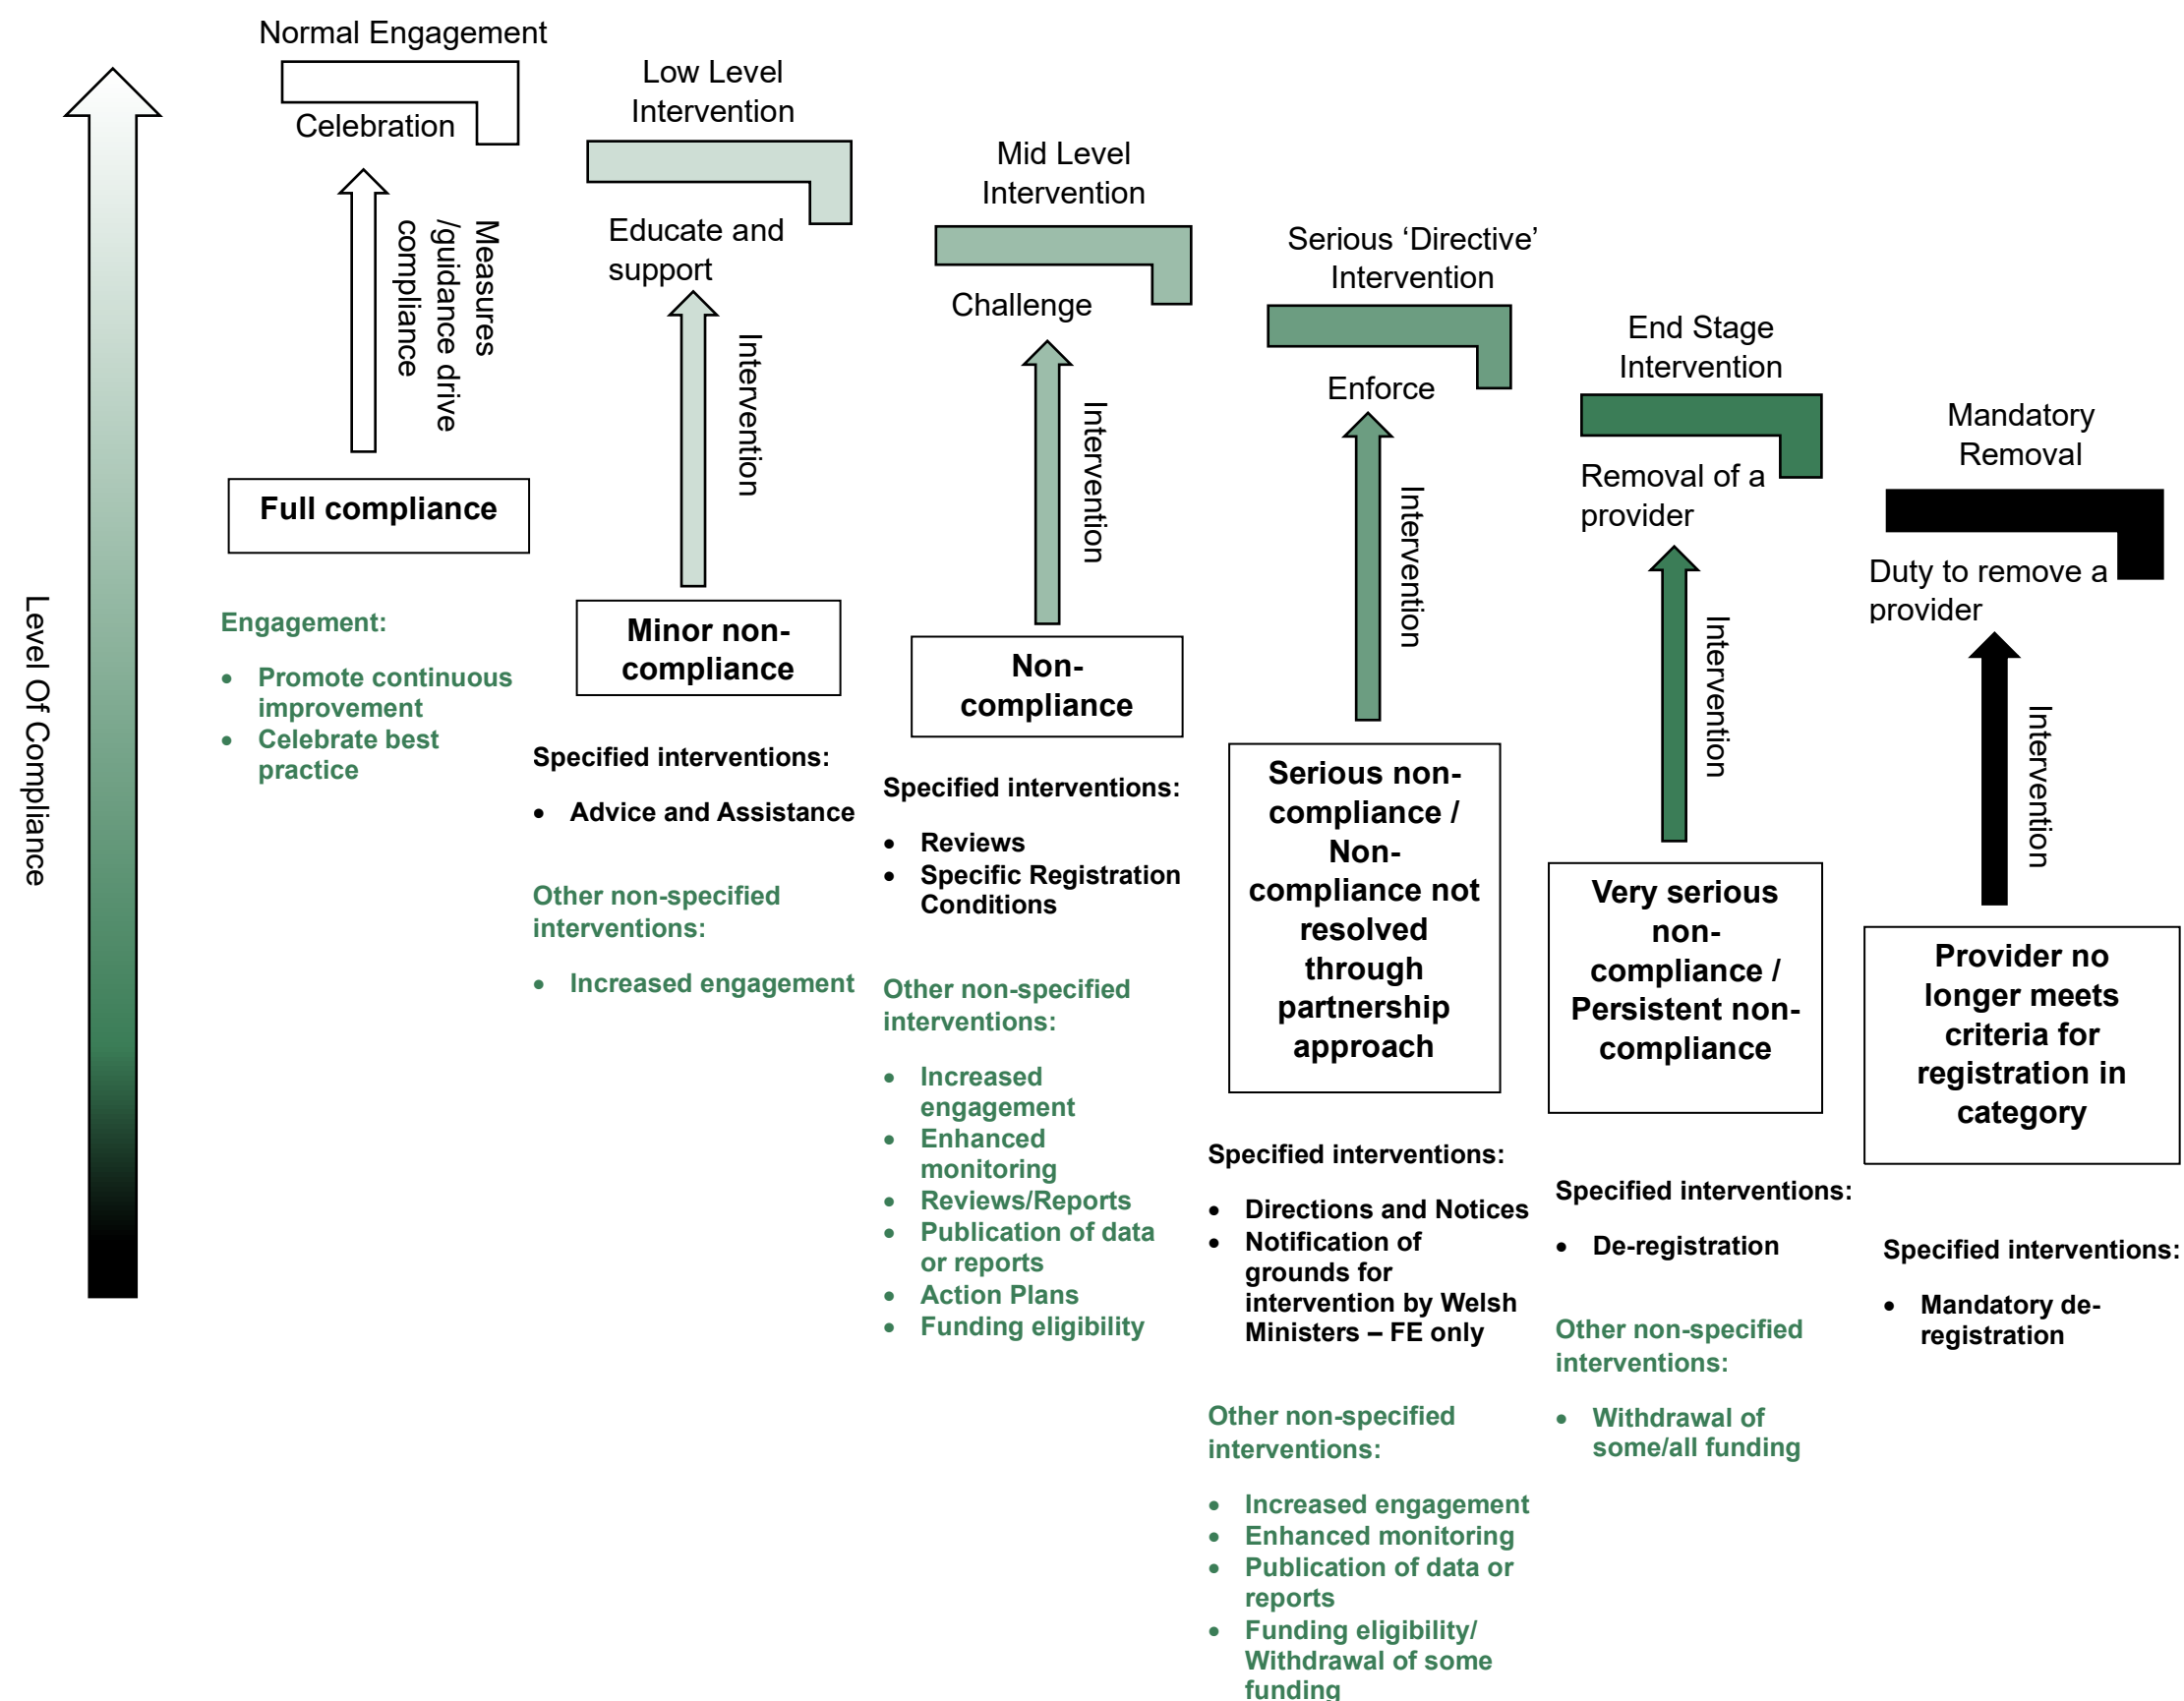 Level Of Compliance
Normal Engagement
Celebration
Measures
/guidance drive
compliance
Full compliance
Engagement:
• Promote continuous
improvement
• Celebrate best
practice
Low Level
Intervention
Educate and
support
Intervention
Minor non-
compliance
Specified interventions:
• Advice and Assistance
Other non-specified
interventions:
• Increased engagement
Mid Level
Intervention
Challenge
Intervention
Non-
compliance
Specified interventions:
• Reviews
• Specific Registration
Conditions
Other non-specified
interventions:
• Increased
engagement
• Enhanced
monitoring
• Reviews/Reports
• Publication of data
or reports
• Action Plans
• Funding eligibility
Serious ‘Directive’
Intervention
Enforce
Intervention
Serious non-
compliance /
Non-
compliance not
resolved
through
partnership
approach
Specified interventions:
• Directions and Notices
• Notification of
grounds for
intervention by Welsh
Ministers – FE only
Other non-specified
interventions:
• Increased engagement
• Enhanced monitoring
• Publication of data or
reports
• Funding eligibility/
Withdrawal of some
funding
End Stage
Intervention
Removal of a
provider
Intervention
Very serious
non-
compliance /
Persistent non-
compliance
Specified interventions:
• De-registration
Other non-specified
interventions:
• Withdrawal of
some/all funding
Mandatory
Removal
Duty to remove a
provider
Intervention
Provider no
longer meets
criteria for
registration in
category
Specified interventions:
• Mandatory de-
registration